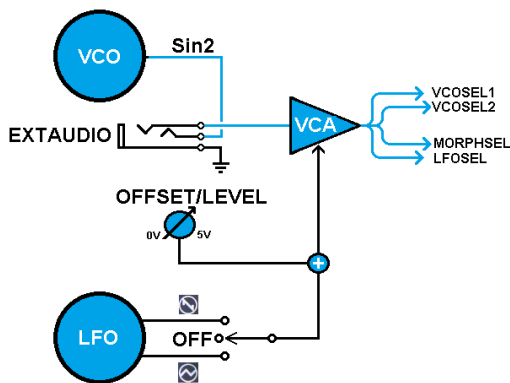 VCO
Sin2
EXTAUDIO
VCA
VCOSEL1
VCOSEL2
MORPHSEL
LFOSEL
OFFSET/LEVEL
0V
5V
+
LFO
OFF